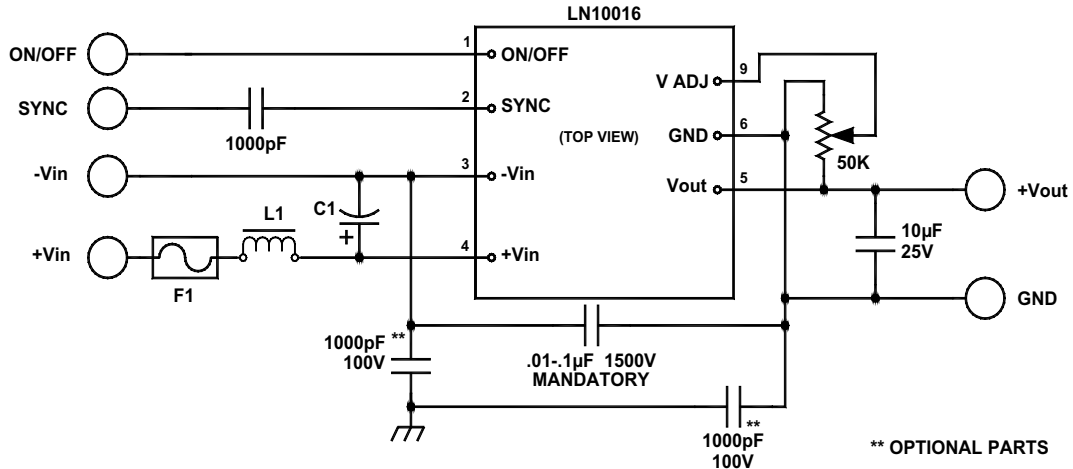 LN10016
ON/OFF
1
ON/OFF
SYNC
2
SYNC
1000pF
-Vin
3
-Vin
L1
C1
+
+Vin
4
+Vin
F1
(TOP VIEW)
9
V ADJ
6
GND
50K
5
Vout
+Vout
10µF
25V
GND
1000pF **
100V
.01-.1µF 1500V
MANDATORY
**
1000pF
100V
** OPTIONAL PARTS